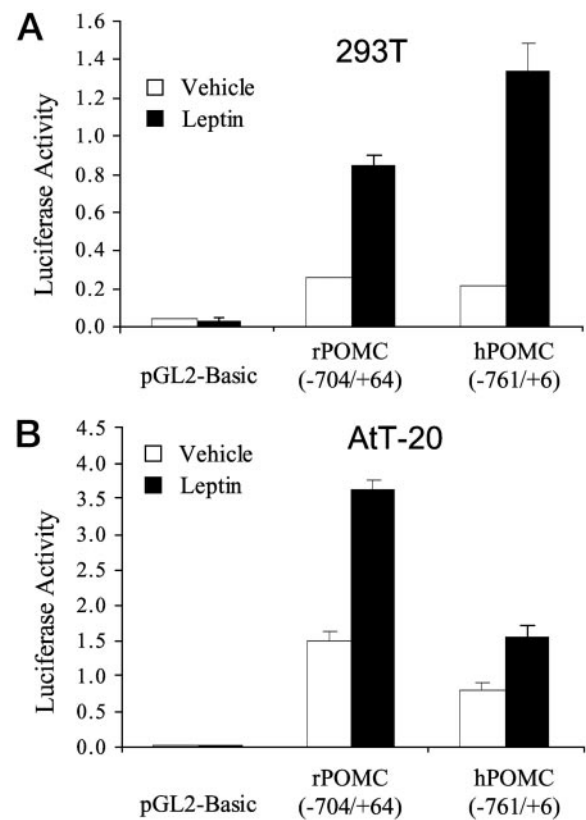 A
293T
Vehicle
Leptin
Luciferase Activity
1.6
1.4
1.2
1.0
0.8
0.6
0.4
0.2
0.0
pGL2-Basic
rPOMC
(-704/+64)
hPOMC
(-761/+6)
B
AtT-20
Vehicle
Leptin
Luciferase Activity
4.5
4.0
3.5
3.0
2.5
2.0
1.5
1.0
0.5
0.0
pGL2-Basic
rPOMC
(-704/+64)
hPOMC
(-761/+6)